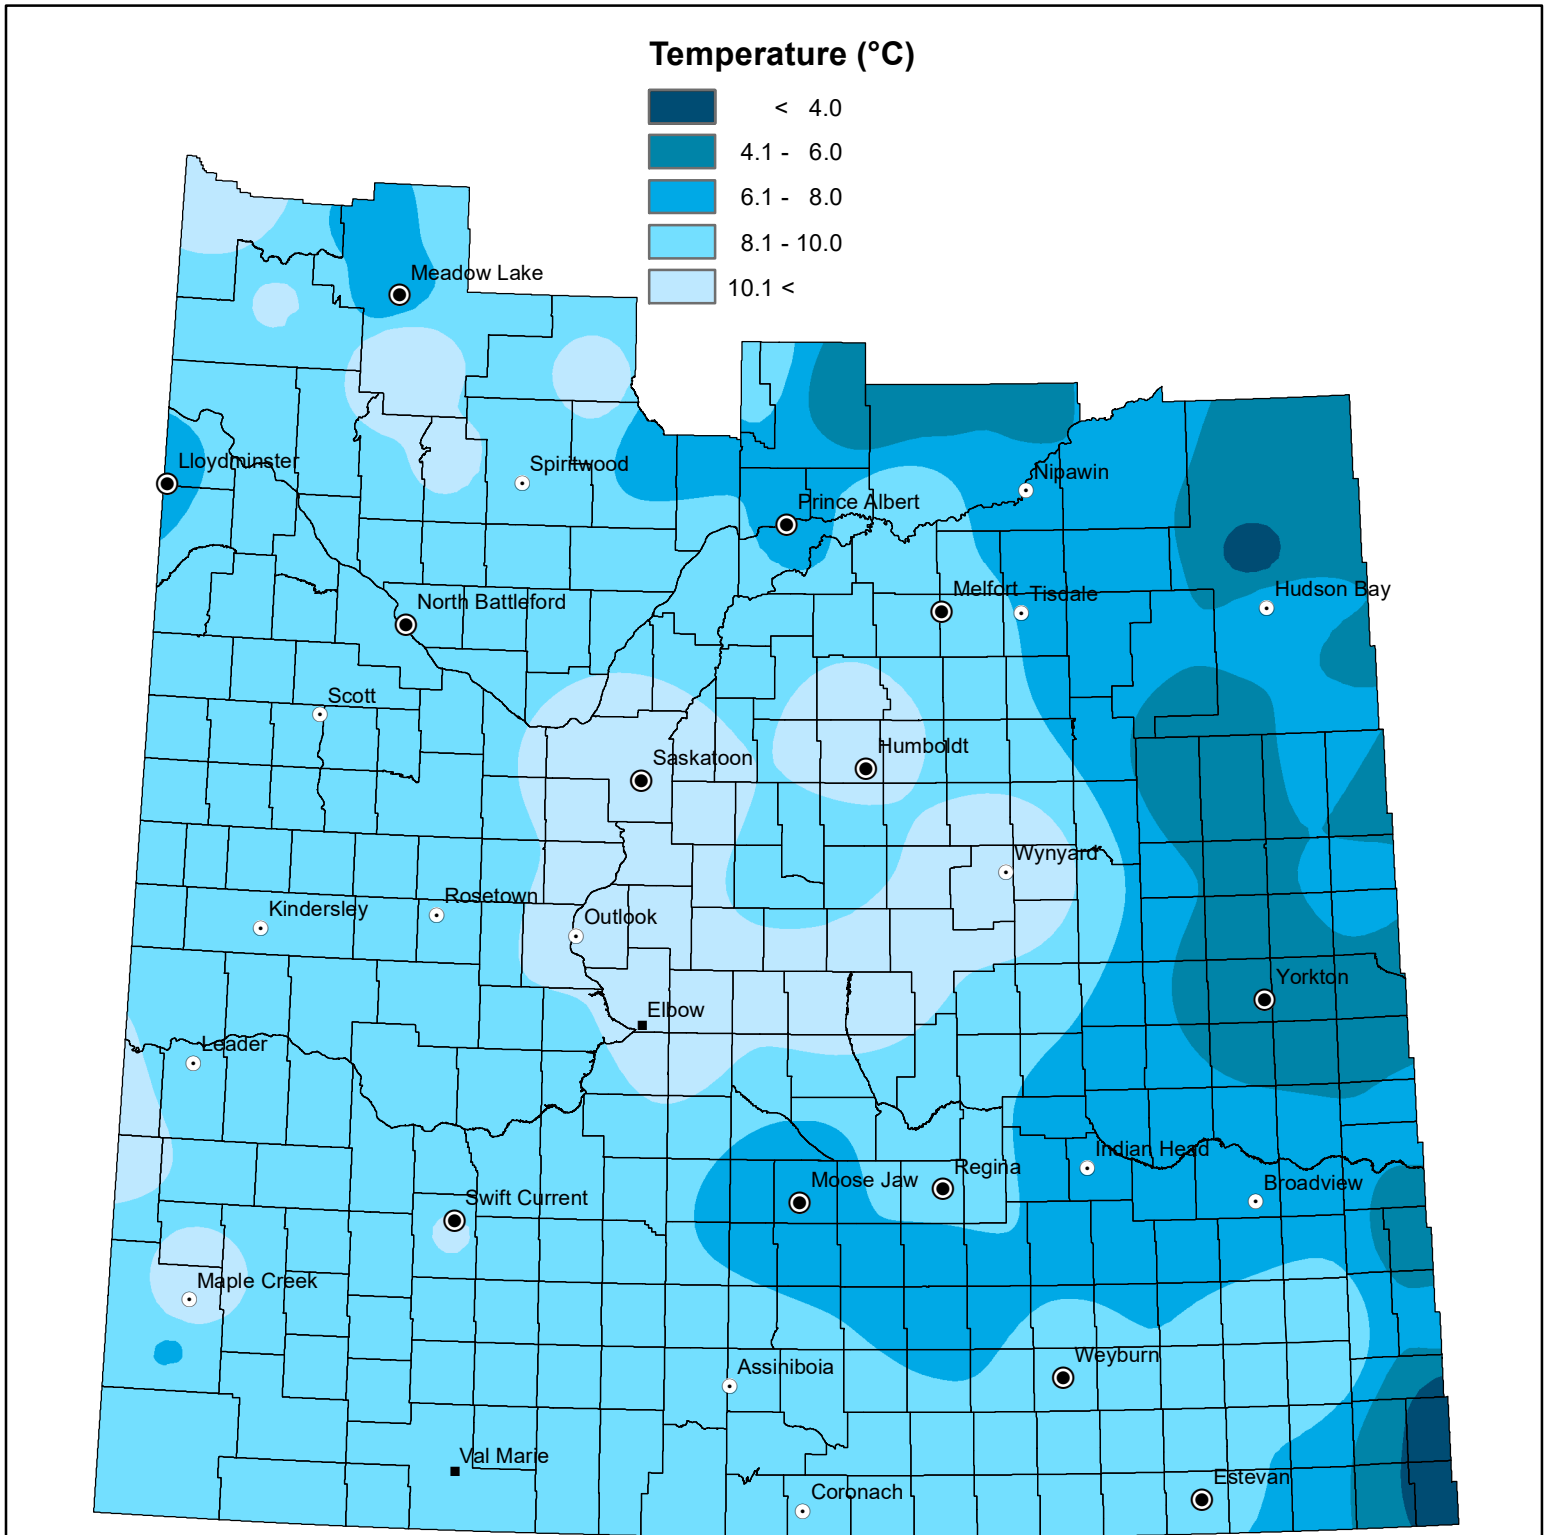 Temperature (°C)
< 4.0
4.1 - 6.0
6.1 - 8.0
8.1 - 10.0
10.1 <
Meadow Lake
Lloydminster
Spiritwood
Nipawin
Prince Albert
Hudson Bay
Melfort
Tisdale
North Battleford
Scott
Humboldt
Saskatoon
Wynyard
Rosetown
Kindersley
Outlook
Yorkton
Elbow
Leader
Indian Head
Regina
Moose Jaw
Broadview
Swift Current
Maple Creek
Weyburn
Assiniboia
Val Marie
Estevan
Coronach